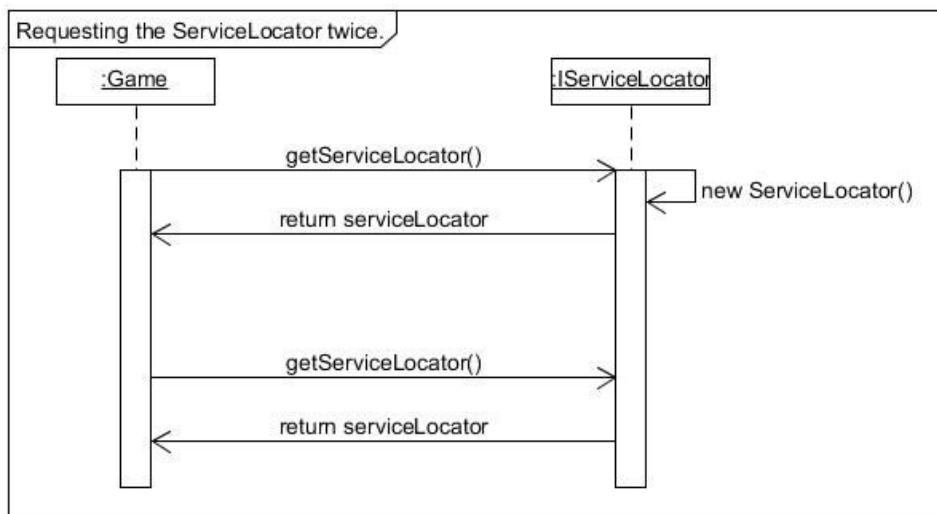 Requesting the ServiceLocator twice.
:Game
:IServiceLocator
getServiceLocator()
new ServiceLocator()
return serviceLocator
getServiceLocator()
return serviceLocator